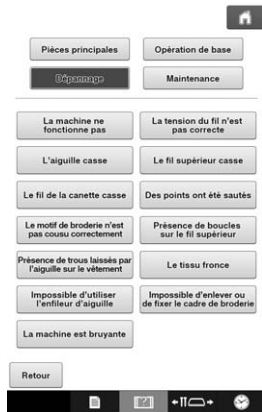 Pièces principales
Opération de base
Dépannage
Maintenance
La machine ne
fonctionne pas
La tension du fil n'est
pas correcte
L'aiguille casse
Le fil supérieur casse
Le fil de la canette casse
Des points ont été sautés
Le motif de broderie n'est
pas cousu correctement
Présence de boucles
sur le fil supérieur
Présence de trous laissés par
l'aiguille sur le vêtement
Le tissu fronce
Impossible d'utiliser
l'enfileur d'aiguille
Impossible d'enlever ou
de fixer le cadre de broderie
La machine est bruyante
Retour